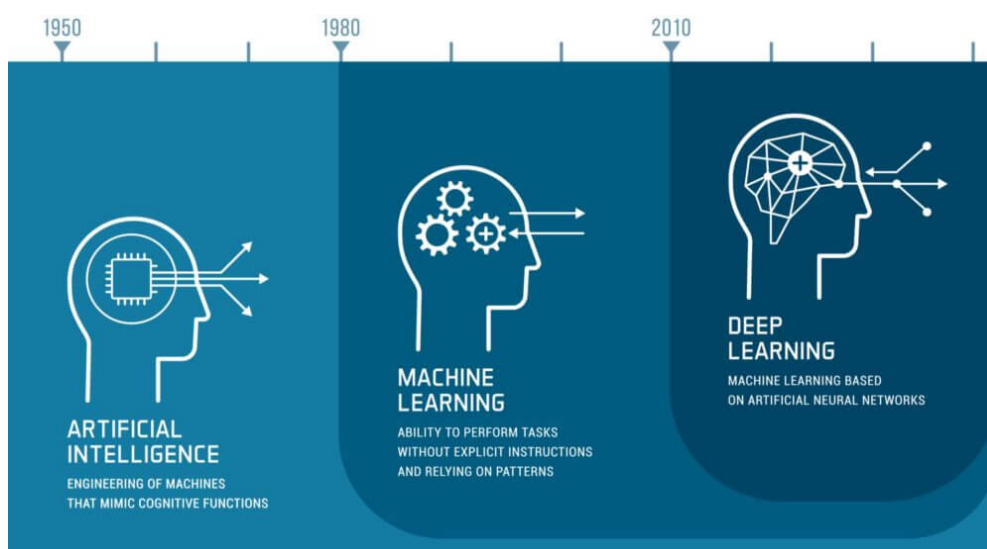 1950
1980
2010
ARTIFICIAL
INTELLIGENCE
ENGINEERING OF MACHINES
THAT MIMIC COGNITIVE FUNCTIONS
MACHINE
LEARNING
ABILITY TO PERFORM TASKS
WITHOUT EXPLICIT INSTRUCTIONS
AND RELYING ON PATTERNS
DEEP
LEARNING
MACHINE LEARNING BASED
ON ARTIFICIAL NEURAL NETWORKS